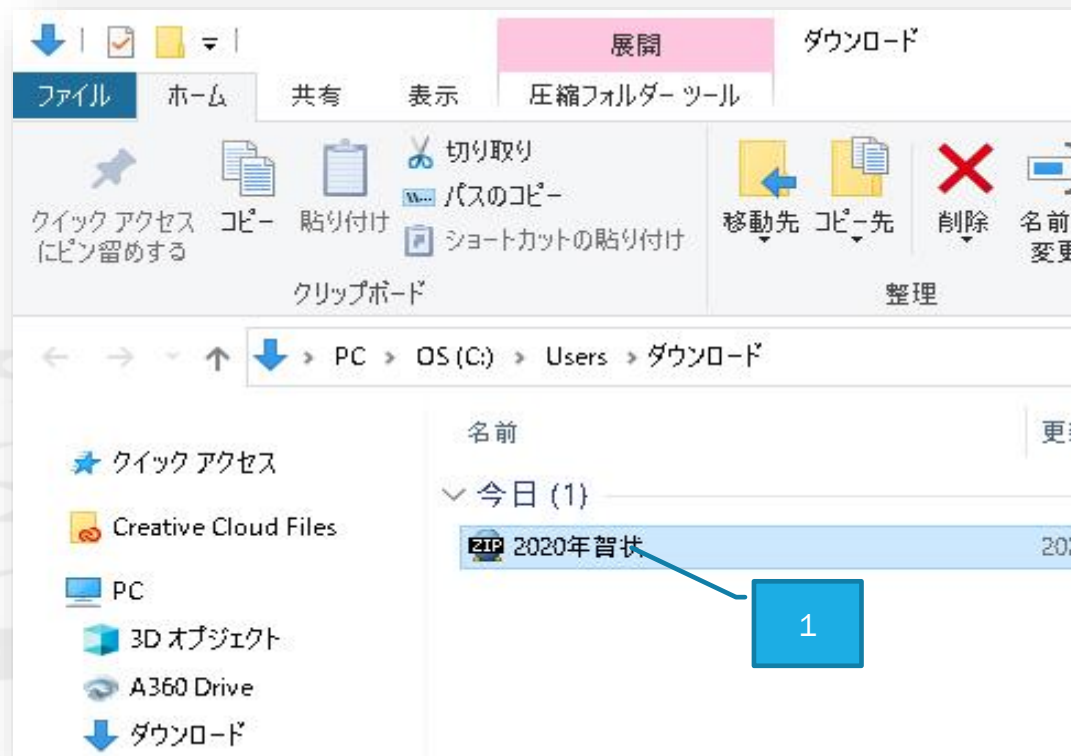 展開
ダウンロード
ファイル
ホーム
共有
表示
圧縮フォルダー ツール
クイック アクセス
にピン留めする
コピー
貼り付け
切り取り
パスのコピー
ショートカットの貼り付け
クリップボード
移動先
コピー先
削除
名前
変更
整理
PC
OS (C:)
Users
ダウンロード
名前
クイック アクセス
Creative Cloud Files
PC
3D オブジェクト
A360 Drive
ダウンロード
今日 (1)
ZIP
2020年賀状
1